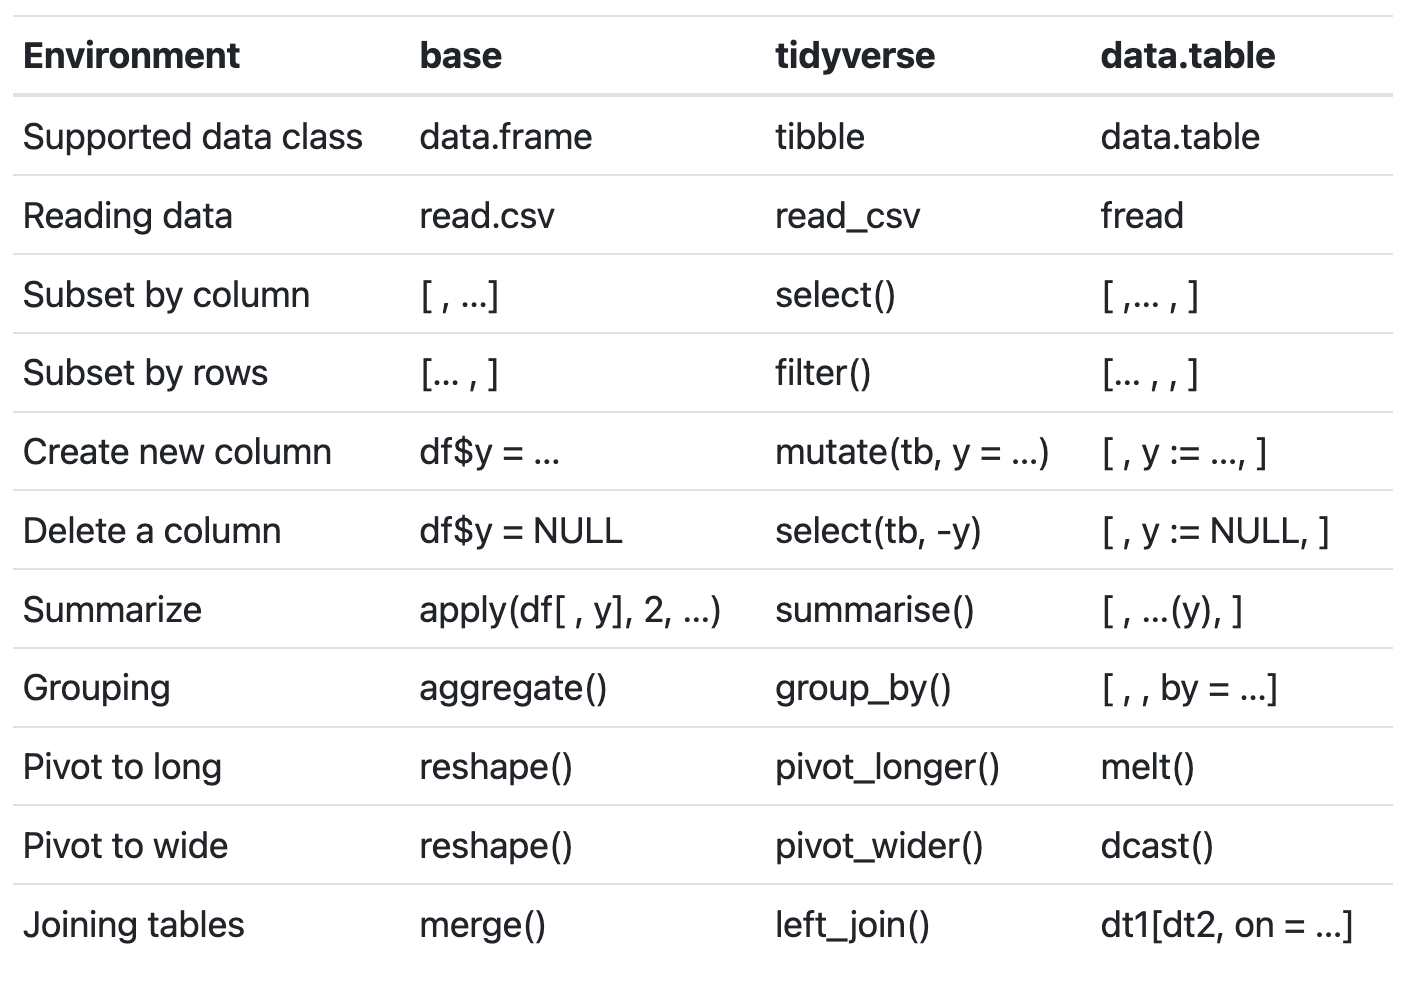 Environment base tidyverse data.table
Supported data class data.frame tibble data.table
Reading data read.csv read_csv fread
Subset by column [ , ...] select() [ ,... , ]
Subset by rows [... , ] filter() [... , , ]
Create new column df$y = ... mutate(tb, y = ...) [ , y := ..., ]
Delete a column df$y = NULL select(tb, -y) [ , y := NULL, ]
Summarize apply(df[ , y], 2, ...) summarise() [ , ...(y), ]
Grouping aggregate() group_by() [ , , by = ...]
Pivot to long reshape() pivot_longer() melt()
Pivot to wide reshape() pivot_wider() dcast()
Joining tables merge() left_join() dt1[dt2, on = ...]